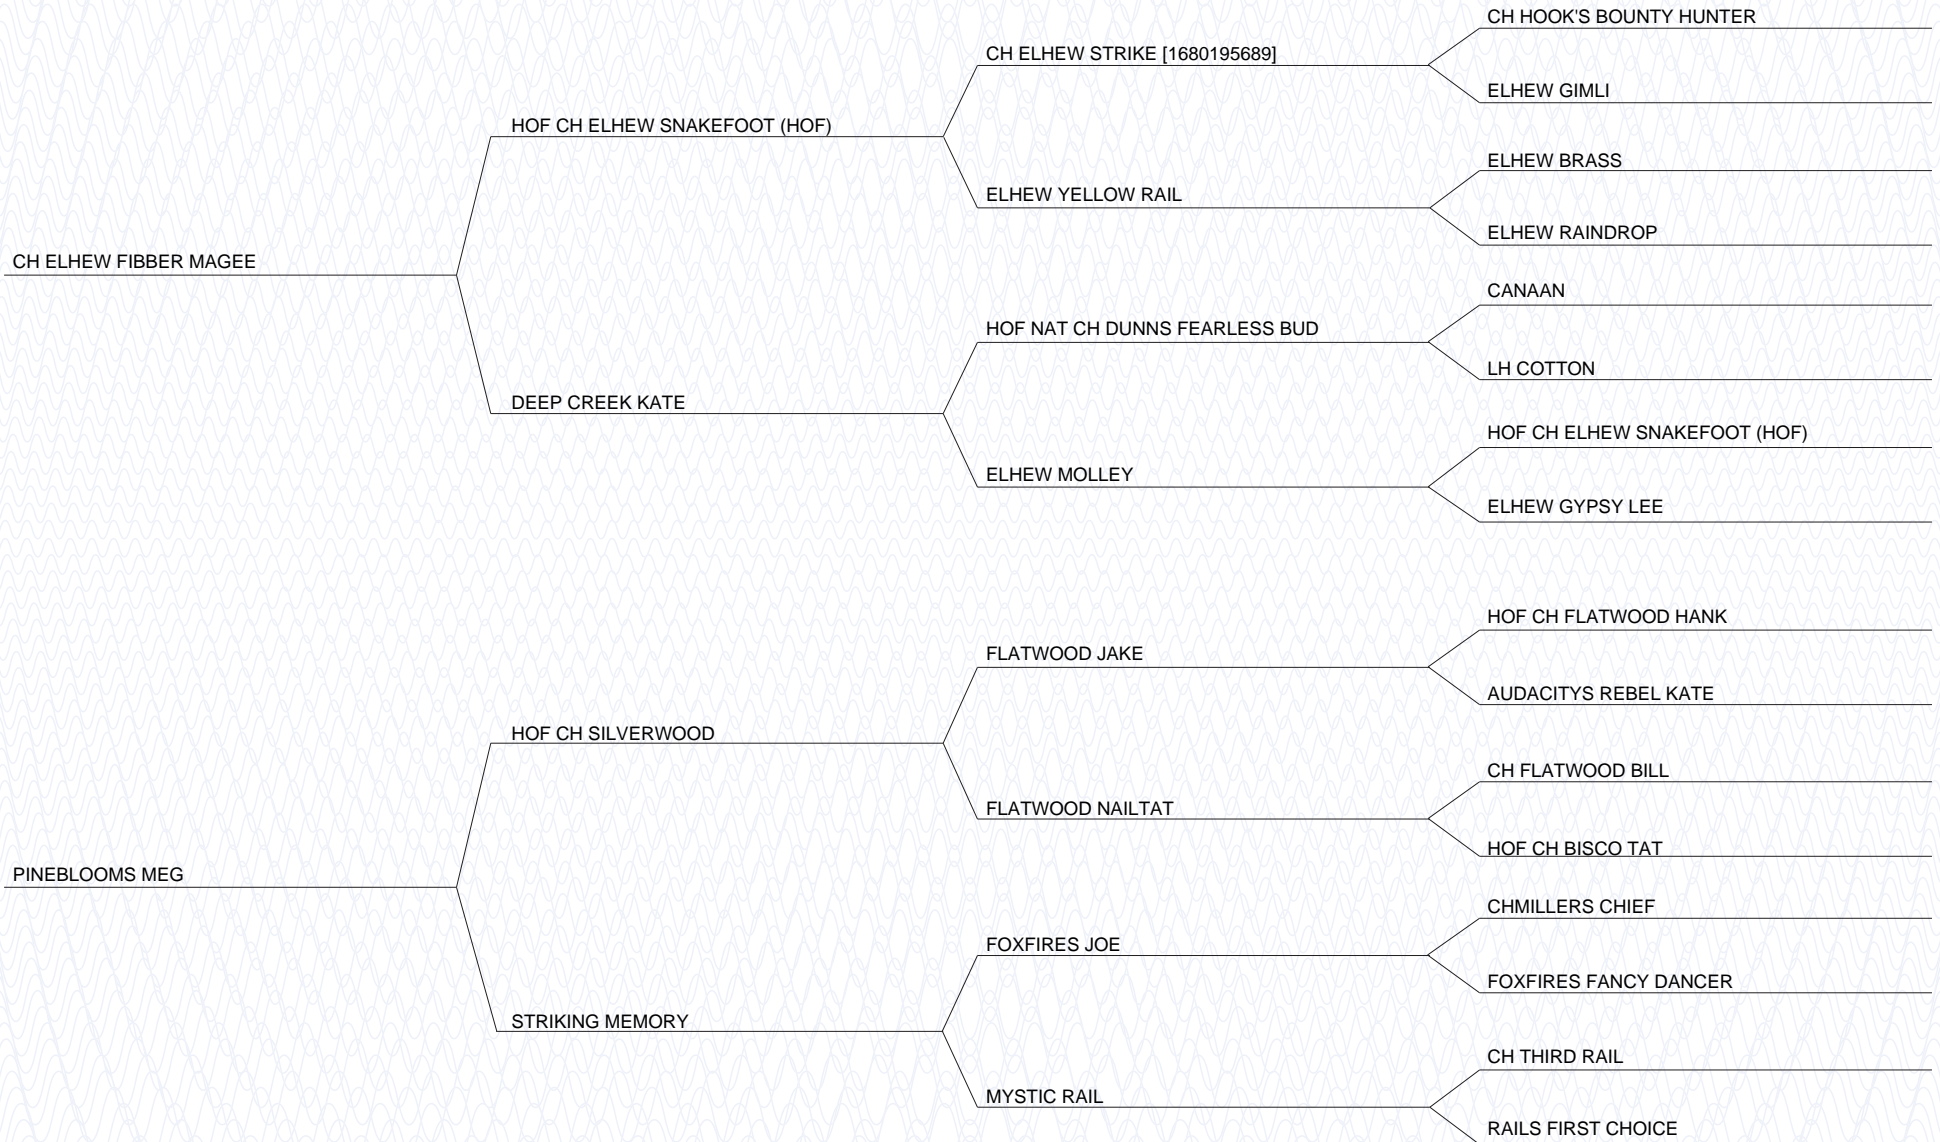 CH HOOK'S BOUNTY HUNTER
CH ELHEW STRIKE [1680195689]
ELHEW GIMLI
HOF CH ELHEW SNAKEFOOT (HOF)
ELHEW BRASS
ELHEW YELLOW RAIL
ELHEW RAINDROP
CH ELHEW FIBBER MAGEE
CANAAN
HOF NAT CH DUNNS FEARLESS BUD
LH COTTON
DEEP CREEK KATE
HOF CH ELHEW SNAKEFOOT (HOF)
ELHEW MOLLEY
ELHEW GYPSY LEE
HOF CH FLATWOOD HANK
FLATWOOD JAKE
AUDACITYS REBEL KATE
HOF CH SILVERWOOD
CH FLATWOOD BILL
FLATWOOD NAILTAT
HOF CH BISCO TAT
PINEBLOOMS MEG
CHMILLERS CHIEF
FOXFIRES JOE
FOXFIRES FANCY DANCER
STRIKING MEMORY
CH THIRD RAIL
MYSTIC RAIL
RAILS FIRST CHOICE